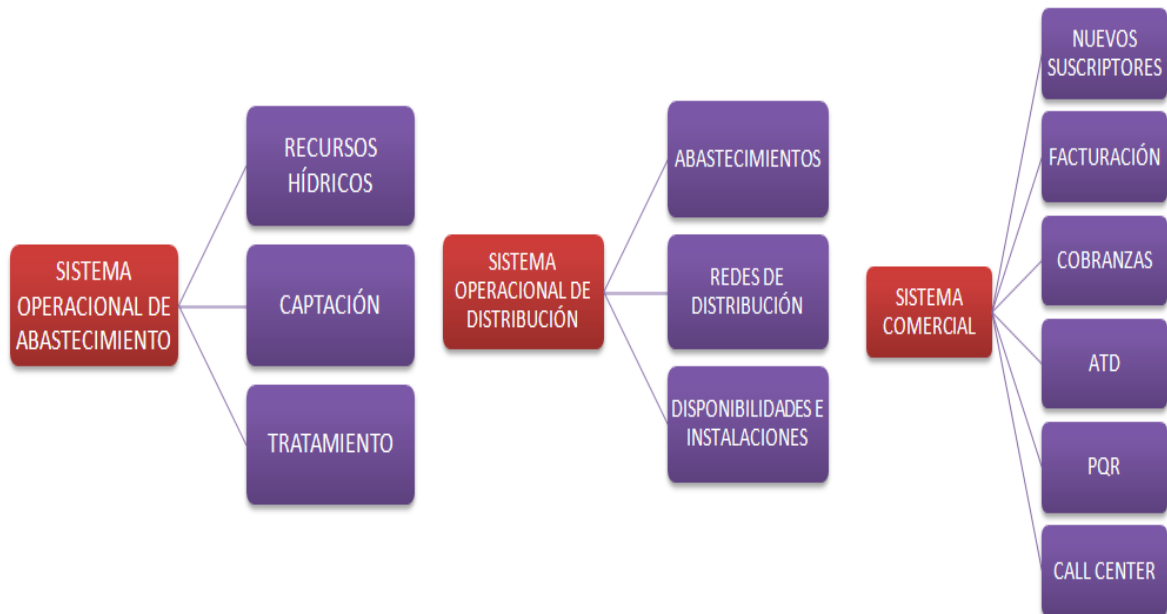 SISTEMA
OPERACIONAL DE
ABASTECIMIENTO
RECURSOS
HÍDRICOS
CAPTACIÓN
TRATAMIENTO
SISTEMA
OPERACIONAL DE
DISTRIBUCIÓN
ABASTECIMIENTOS
REDES DE
DISTRIBUCIÓN
DISPONIBILIDADES E
INSTALACIONES
SISTEMA
COMERCIAL
NUEVOS
SUSCRIPTORES
FACTURACIÓN
COBRANZAS
ATD
PQR
CALL CENTER